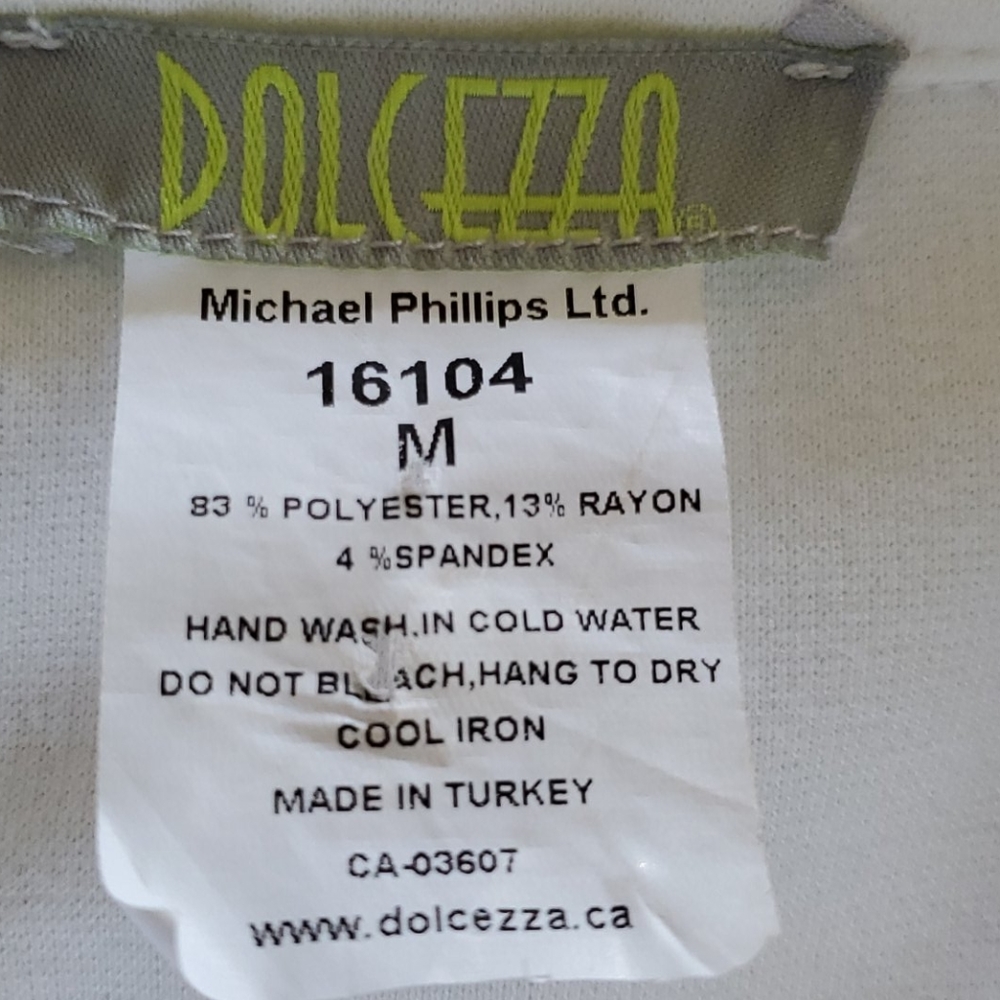 DOLCEZZA®
Michael Phillips Ltd.
16104
M
83 % POLYESTER,13% RAYON
4 %SPANDEX
HAND WASH.IN COLD WATER
DO NOT BLEACH,HANG TO DRY
COOL IRON
MADE IN TURKEY
CA-03607
www.dolcezza.ca